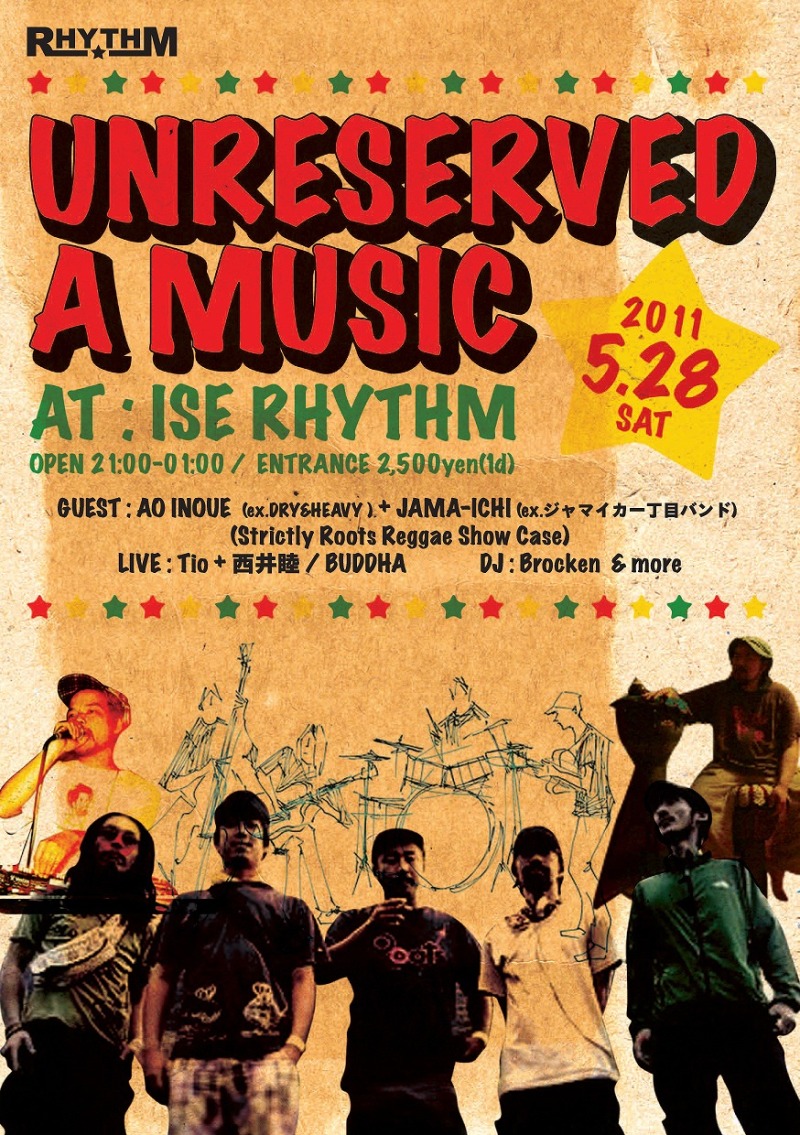 RHYTHM
UNRESERVED
A MUSIC
2011
5.28
SAT
AT : ISE RHYTHM
OPEN 21:00-01:00 / ENTRANCE 2,500yen(1d)
GUEST : AO INOUE (ex.DRY&HEAVY ) + JAMA-ICHI (ex.ジャマイカ一丁目バンド)
(Strictly Roots Reggae Show Case)
LIVE : Tio + 西井睦 / BUDDHA DJ : Brocken & more